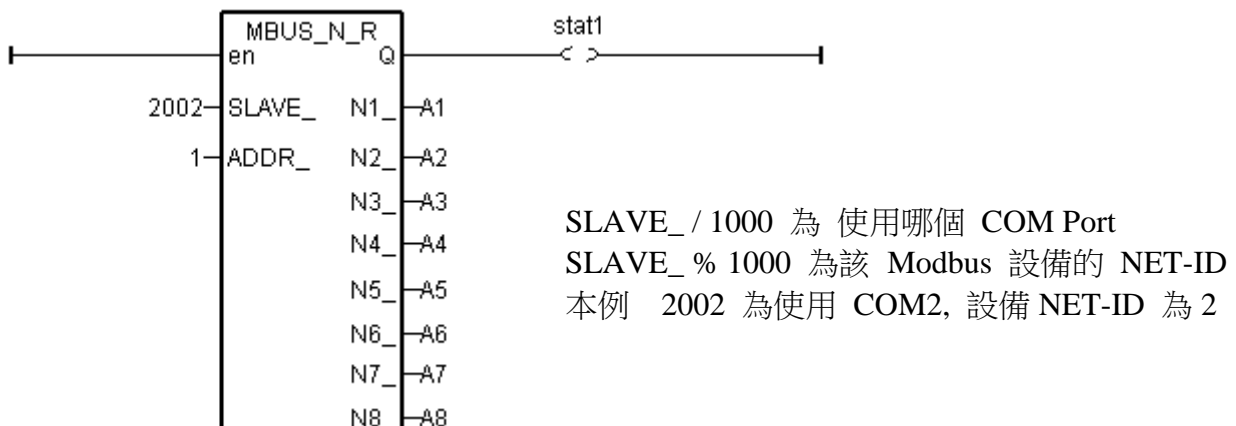 MBUS_N_R stat1
en Q
2002 SLAVE_ N1_ A1
1 ADDR_ N2_ A2
N3_ A3
SLAVE_ / 1000 為 使用哪個 COM Port
N4_ A4
SLAVE_ % 1000 為該 Modbus 設備的 NET-ID
N5_ A5
本例 2002 為使用 COM2, 設備 NET-ID 為 2
N6_ A6
N7_ A7
N8_ A8